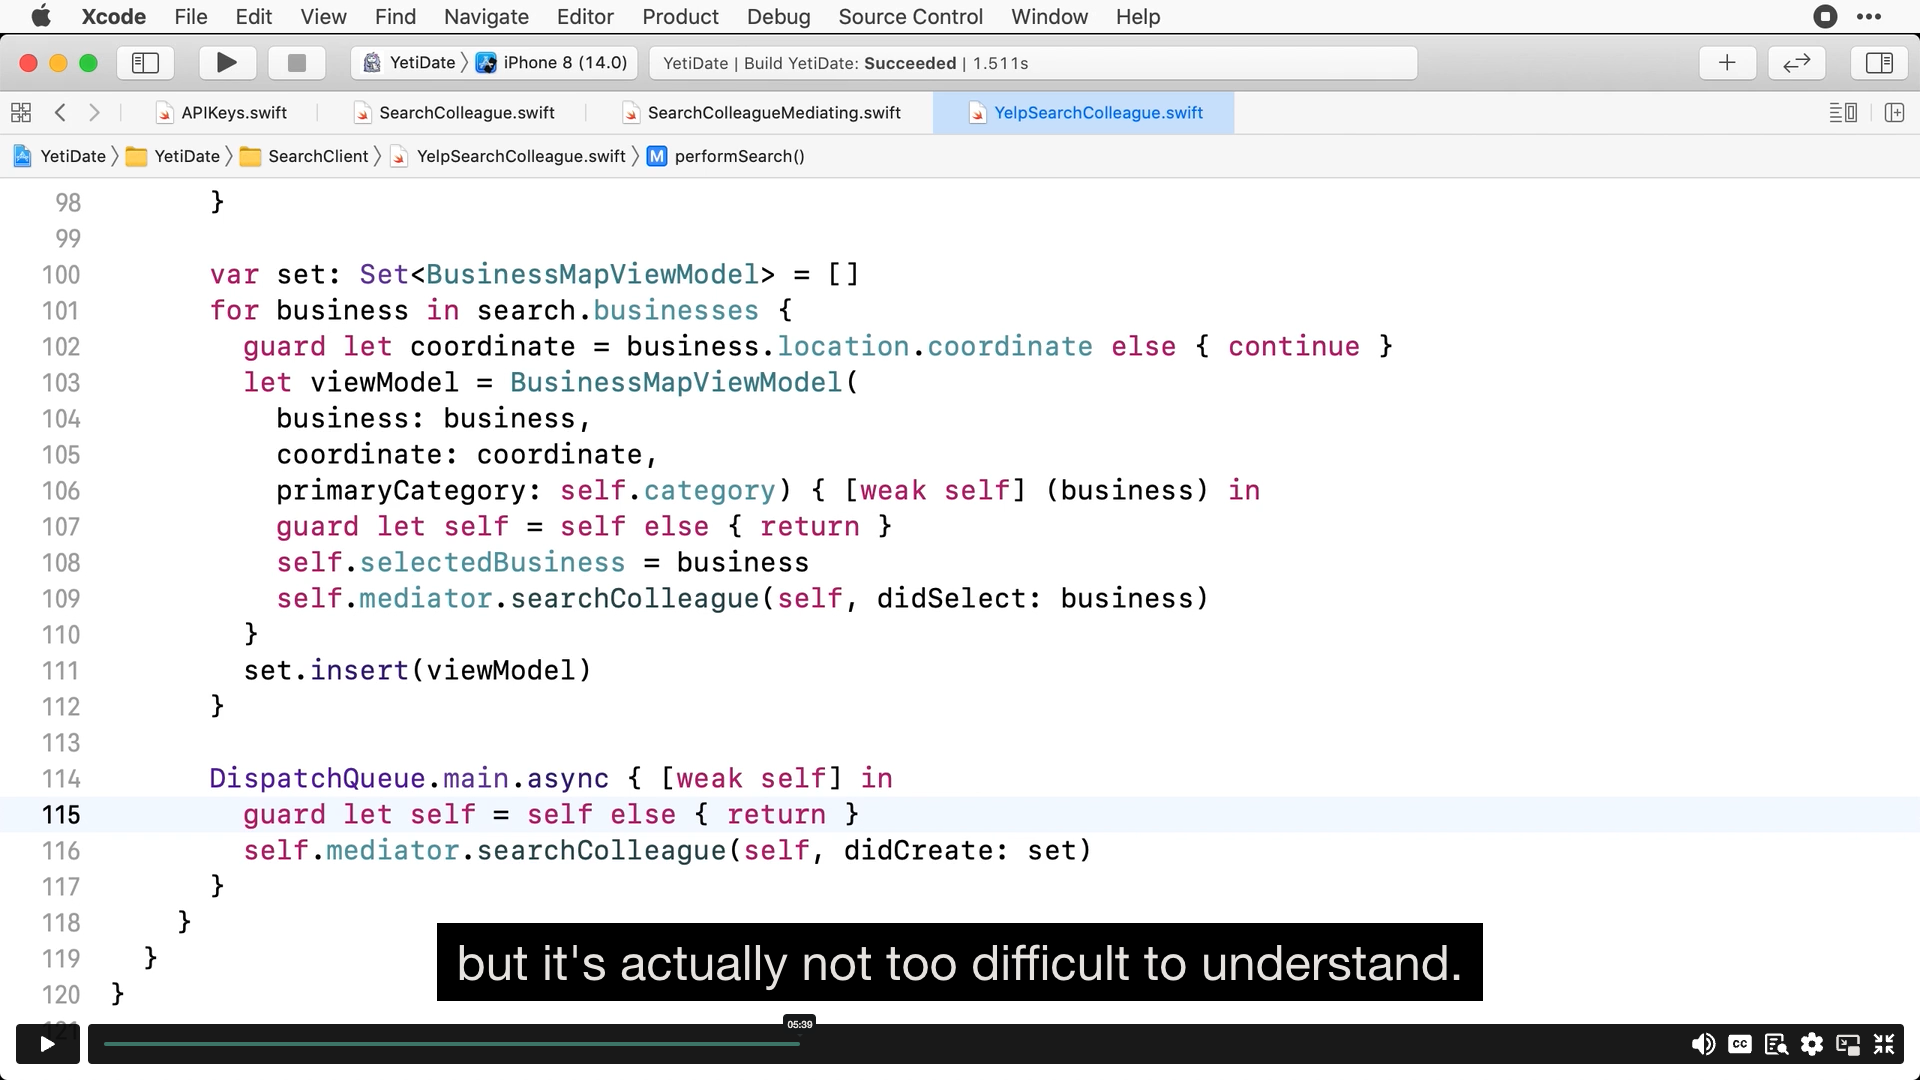 Xcode File Edit View Find Navigate Editor Product Debug Source Control Window Help
YetiDate iPhone 8 (14.0) YetiDate | Build YetiDate: Succeeded | 1.511s
APIKeys.swift SearchColleague.swift SearchColleagueMediating.swift YelpSearchColleague.swift
YetiDate YetiDate SearchClient YelpSearchColleague.swift M performSearch()
98 }
99
100 var set: Set<BusinessMapViewModel> = []
101 for business in search.businesses {
102 guard let coordinate = business.location.coordinate else { continue }
103 let viewModel = BusinessMapViewModel(
104 business: business,
105 coordinate: coordinate,
106 primaryCategory: self.category) { [weak self] (business) in
107 guard let self = self else { return }
108 self.selectedBusiness = business
109 self.mediator.searchColleague(self, didSelect: business)
110 }
111 set.insert(viewModel)
112 }
113
114 DispatchQueue.main.async { [weak self] in
115 guard let self = self else { return }
116 self.mediator.searchColleague(self, didCreate: set)
117 }
118 }
119 }
120 }
but it's actually not too difficult to understand.
121
05:39
CC